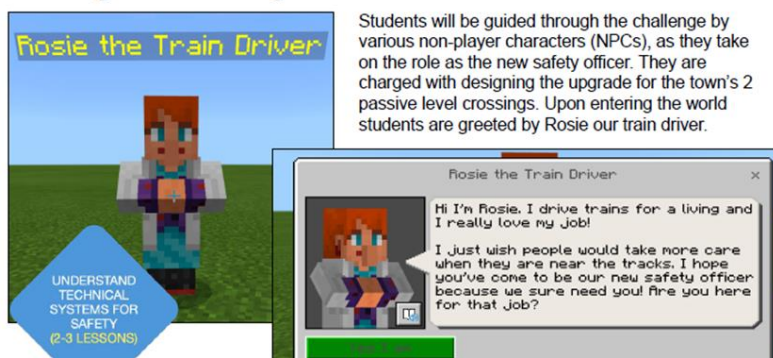 Rosie the Train Driver
Students will be guided through the challenge by
various non-player characters (NPCs), as they take
on the role as the new safety officer. They are
charged with designing the upgrade for the town's 2
passive level crossings. Upon entering the world
students are greeted by Rosie our train driver.
Rosie the Train Driver
Hi I'm Rosie. I drive trains for a living and
I really love my job!
I just wish people would take more care
when they are near the tracks. I hope
you've come to be our new safety officer
because we sure need you! Are you here
for that job?
UNDERSTAND
TECHNICAL
SYSTEMS FOR
SAFETY
(2-3 LESSONS)